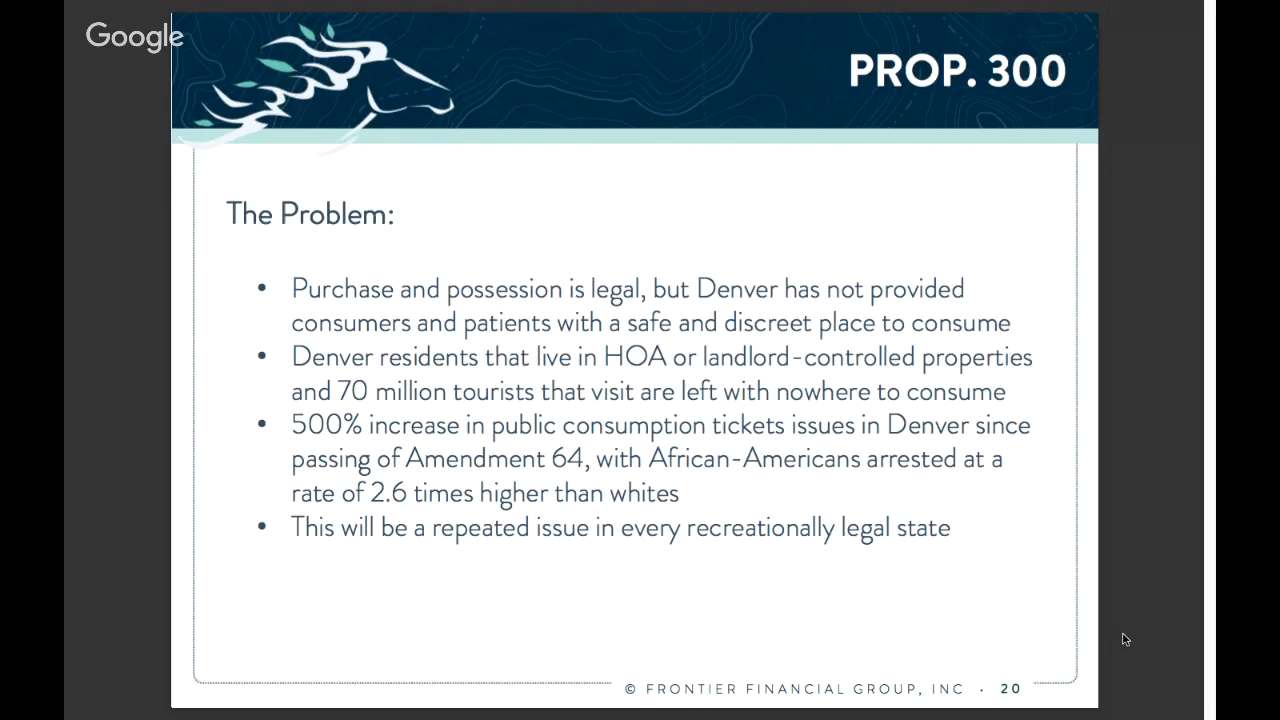 Google
PROP. 300
The Problem:
• Purchase and possession is legal, but Denver has not provided
consumers and patients with a safe and discreet place to consume
• Denver residents that live in HOA or landlord-controlled properties
and 70 million tourists that visit are left with nowhere to consume
• 500% increase in public consumption tickets issues in Denver since
passing of Amendment 64, with African-Americans arrested at a
rate of 2.6 times higher than whites
• This will be a repeated issue in every recreationally legal state
© FRONTIER FINANCIAL GROUP, INC · 20